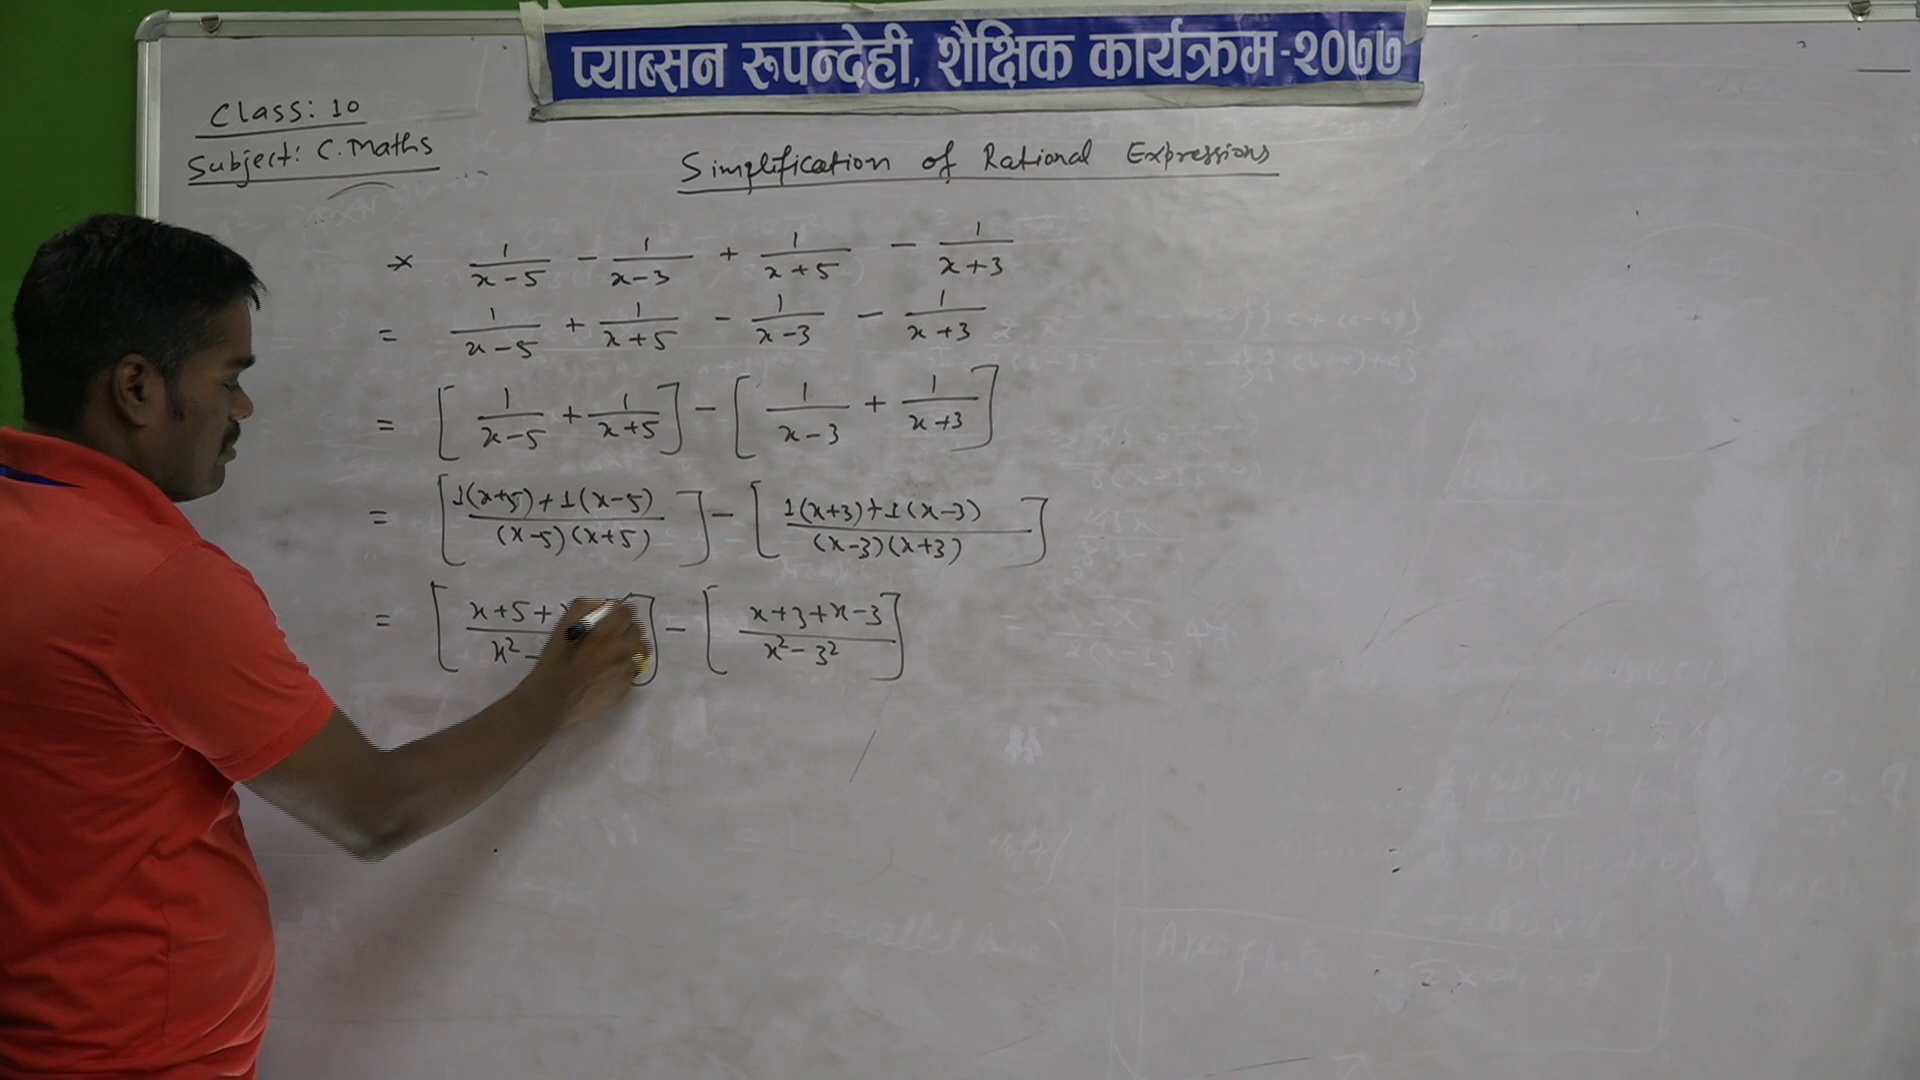 प्याब्सन रुपन्देही, शैक्षिक कार्यक्रम-२०७७
Class: 10
Subject: C. Maths
Simplification of Rational Expressions
* 1/(x-5) - 1/(x-3) + 1/(x+5) - 1/(x+3)
= 1/(x-5) + 1/(x+5) - 1/(x-3) - 1/(x+3)
= [1/(x-5) + 1/(x+5)] - [1/(x-3) + 1/(x+3)]
= [1(x+5)+1(x-5)/(x-5)(x+5)] - [1(x+3)+1(x-3)/(x-3)(x+3)]
= [x+5+ / x² - ] - [x+3+x-3 / x²-3²]